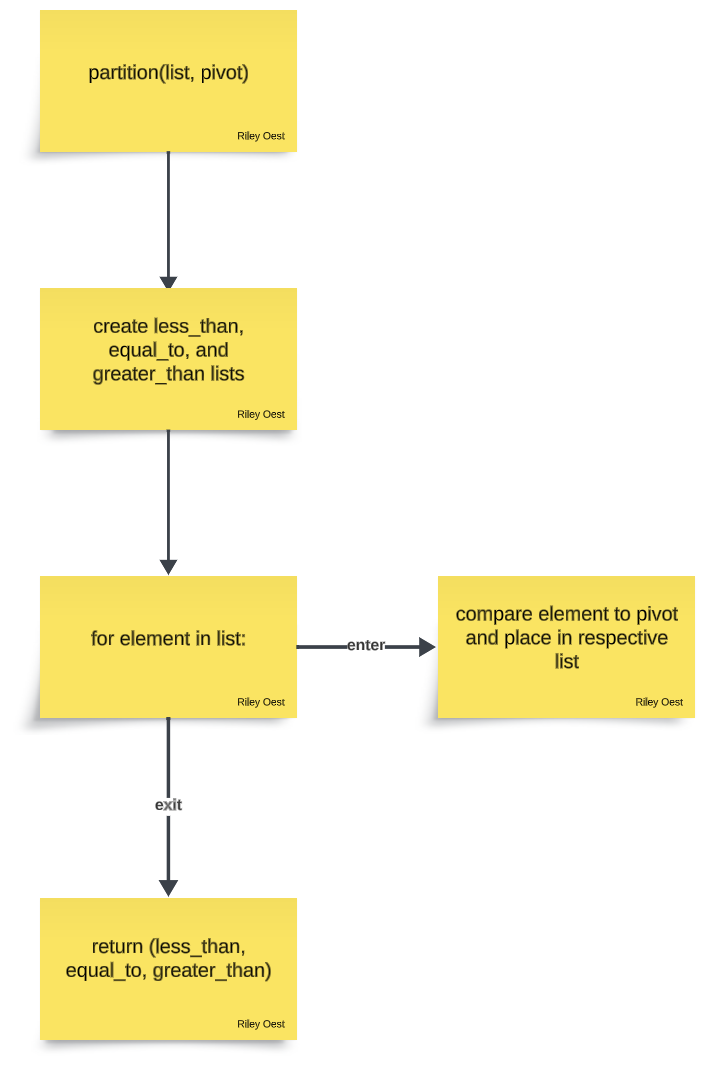 partition(list, pivot)
Riley Oest
create less_than,
equal_to, and
greater_than lists
Riley Oest
for element in list:
Riley Oest
enter
compare element to pivot
and place in respective
list
Riley Oest
exit
return (less_than,
equal_to, greater_than)
Riley Oest